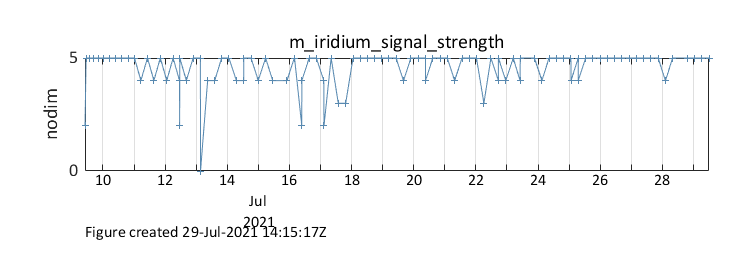 m_iridium_signal_strength
5
nodim
0
10 12 14 16 18 20 22 24 26 28
Jul
2021
Figure created 29-Jul-2021 14:15:17Z